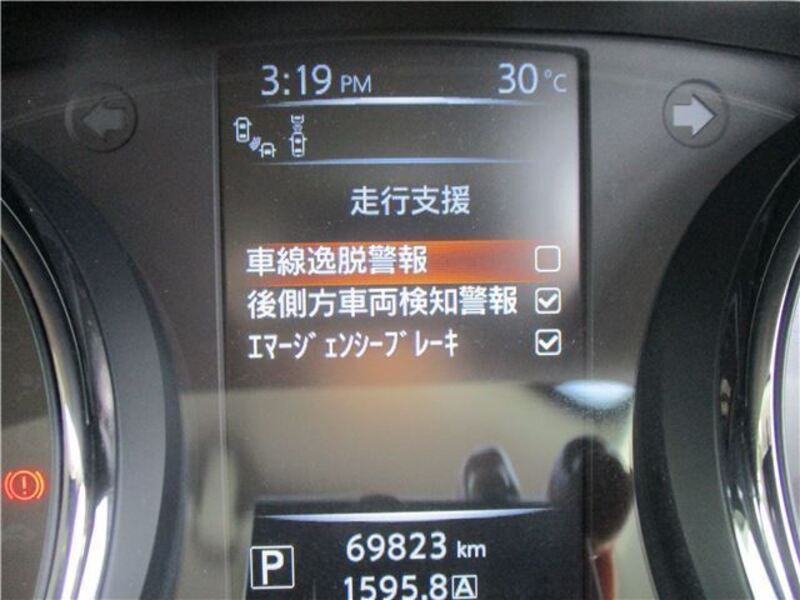 3:19 PM 30°C
走行支援
車線逸脱警報
後側方車両検知警報
ｴﾏｰｼﾞｪﾝｼｰﾌﾞﾚｰｷ
P 69823 km
1595.8 A